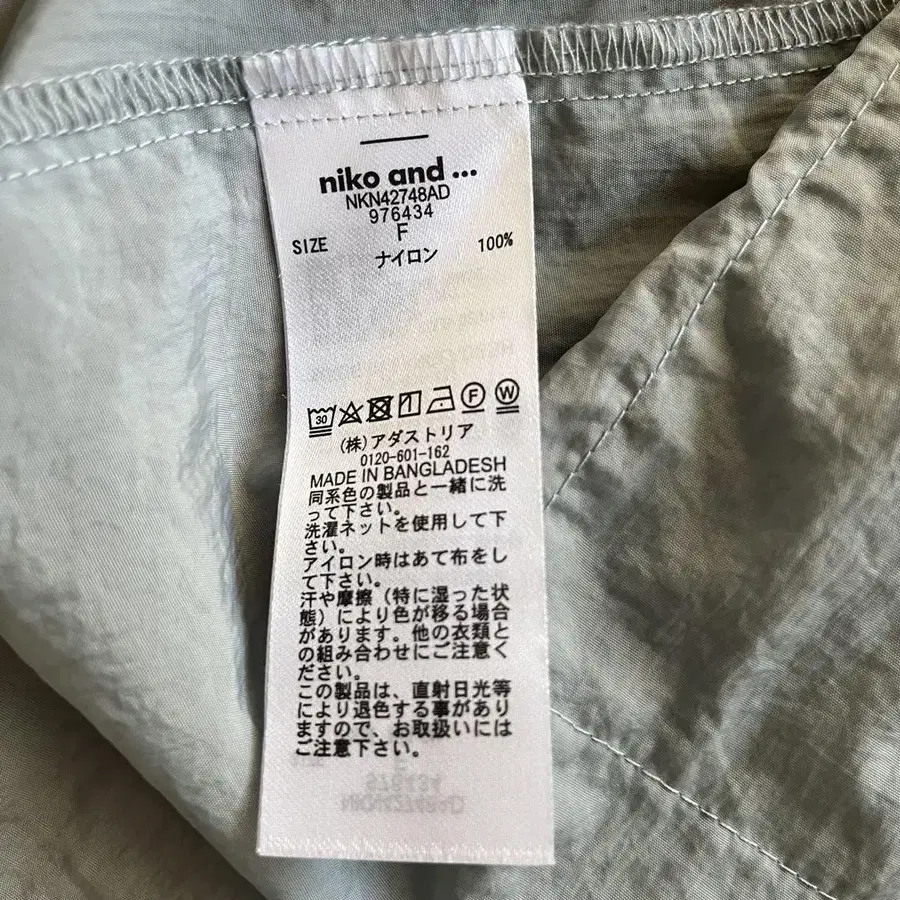 niko and ...
NKN42748AD
976434
F
SIZE
ナイロン 100%
30 F W
(株)アダストリア
0120-601-162
MADE IN BANGLADESH
同系色の製品と一緒に洗
って下さい。
洗濯ネットを使用して下
さい。
アイロン時はあて布をし
て下さい。
汗や摩擦(特に湿った状
態)により色が移る場合
があります。他の衣類と
の組み合わせにご注意く
ださい。
この製品は、直射日光等
により退色する事があり
ますので、お取扱いには
ご注意下さい。